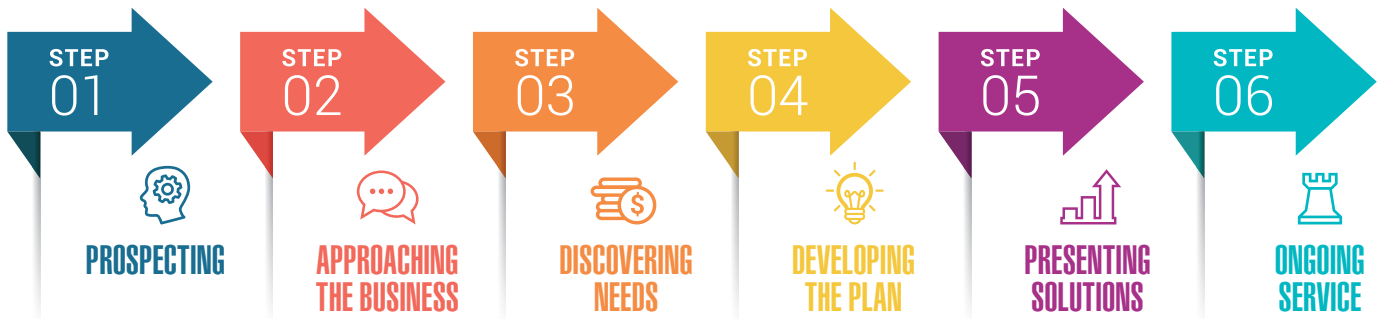 STEP
01
PROSPECTING
STEP
02
APPROACHING
THE BUSINESS
STEP
03
$
DISCOVERING
NEEDS
STEP
04
DEVELOPING
THE PLAN
STEP
05
PRESENTING
SOLUTIONS
STEP
06
ONGOING
SERVICE